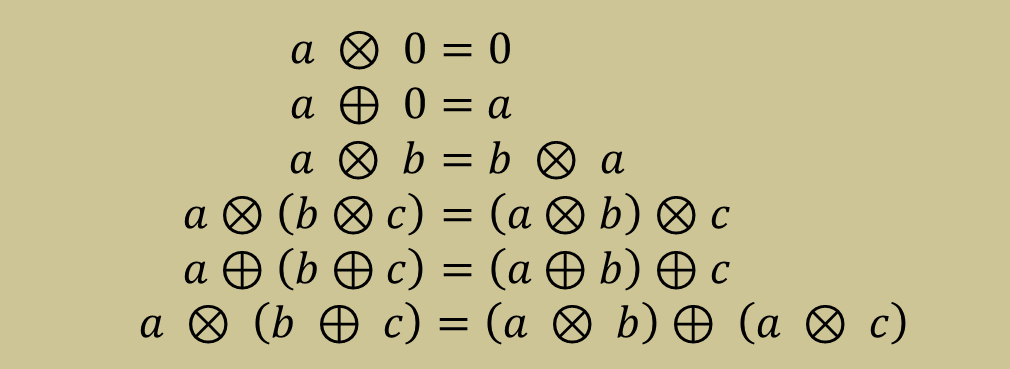 a ⊗ 0 = 0
a ⊕ 0 = a
a ⊗ b = b ⊗ a
a ⊗ (b ⊗ c) = (a ⊗ b) ⊗ c
a ⊕ (b ⊕ c) = (a ⊕ b) ⊕ c
a ⊗ (b ⊕ c) = (a ⊗ b) ⊕ (a ⊗ c)